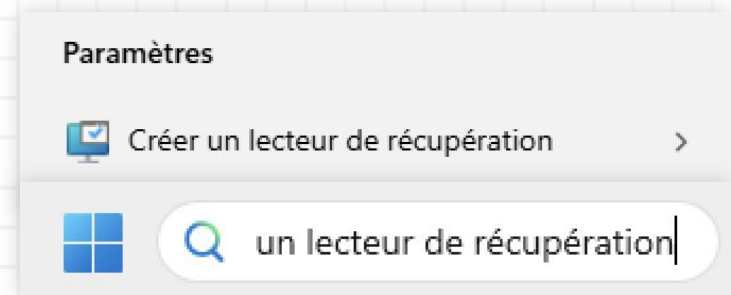 Paramètres
Créer un lecteur de récupération
un lecteur de récupération